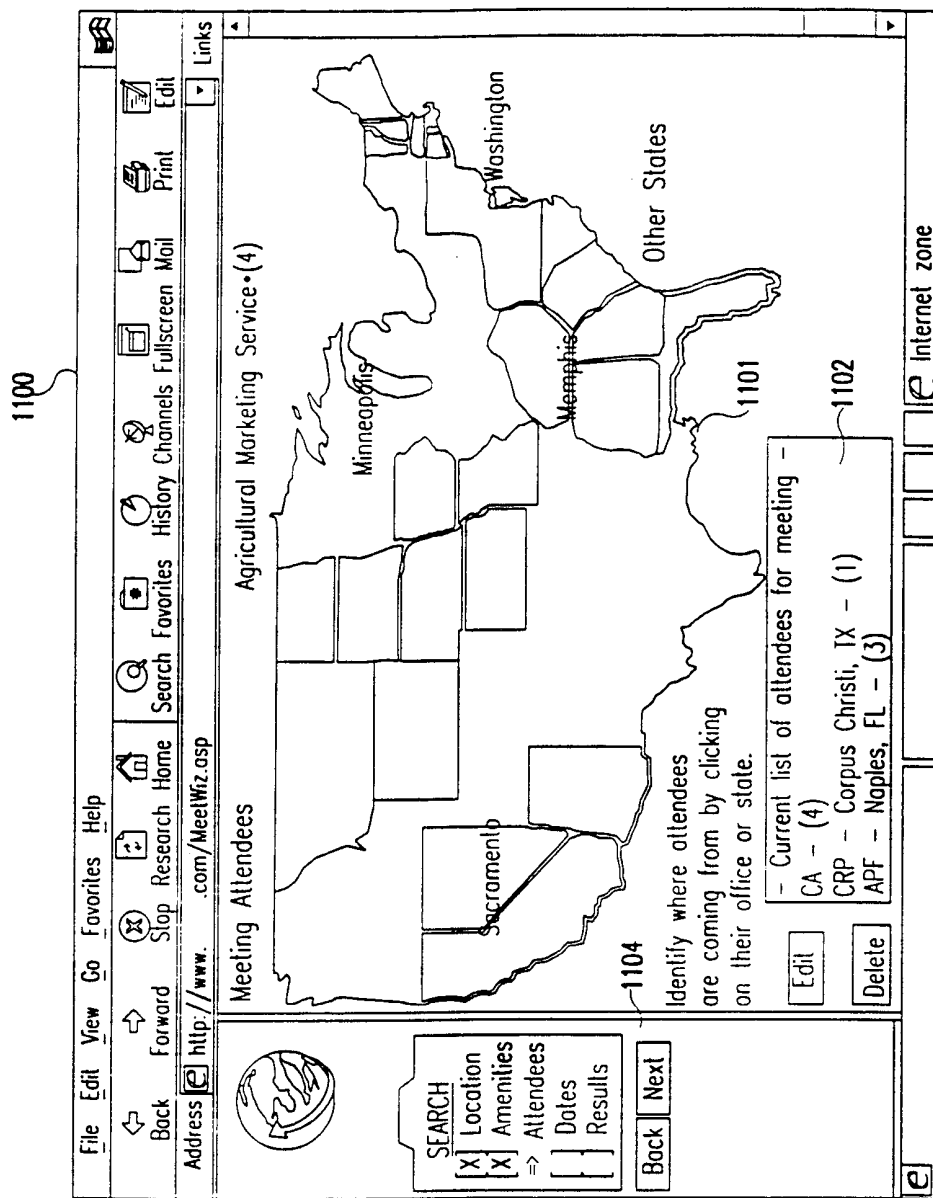 1100
File Edit View Go Favorites Help
Back Forward Stop Research Home Search Favorites History Channels Fullscreen Mail Print Edit
Address e http://www. .com/MeetWiz.asp Links
Meeting Attendees
Agricultural Marketing Service•(4)
Minneapolis
Sacramento
Memphis
Washington
Other States
SEARCH
[X] Location
[X] Amenities
=> Attendees
[ ] Dates
[ ] Results
Back Next
1104
Identify where attendees
are coming from by clicking
on their office or state.
1101
Edit
Delete
- Current list of attendees for meeting -
CA - (4)
CRP - Corpus Christi, TX - (1)
APF - Naples, FL - (3)
1102
e
e Internet zone